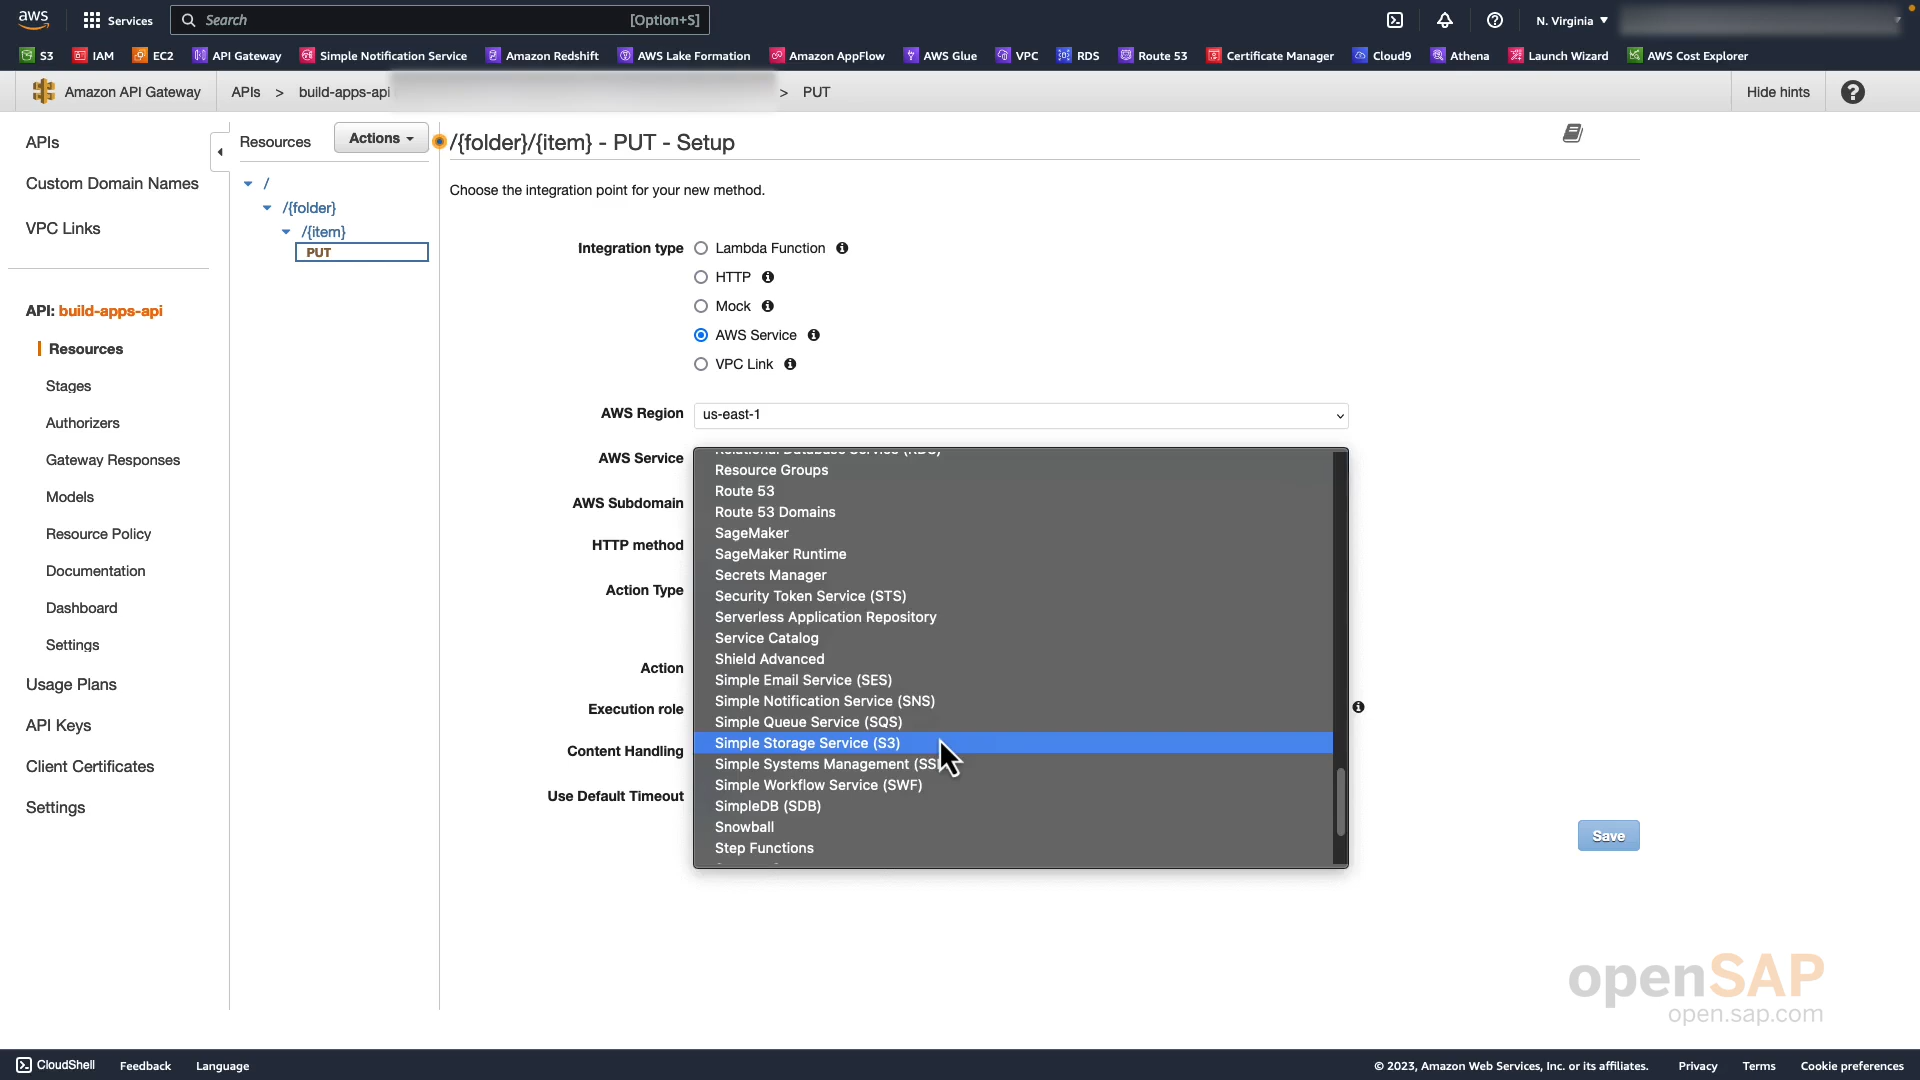 aws
Services
Search
[Option+S]
N. Virginia
S3
IAM
EC2
API Gateway
Simple Notification Service
Amazon Redshift
AWS Lake Formation
Amazon AppFlow
AWS Glue
VPC
RDS
Route 53
Certificate Manager
Cloud9
Athena
Launch Wizard
AWS Cost Explorer
Amazon API Gateway
APIs > build-apps-api > PUT
Hide hints
APIs
Custom Domain Names
VPC Links
API: build-apps-api
Resources
Stages
Authorizers
Gateway Responses
Models
Resource Policy
Documentation
Dashboard
Settings
Usage Plans
API Keys
Client Certificates
Settings
Resources
Actions
/
/{folder}
/{item}
PUT
/{folder}/{item} - PUT - Setup
Choose the integration point for your new method.
Integration type
Lambda Function
HTTP
Mock
AWS Service
VPC Link
AWS Region
us-east-1
AWS Service
AWS Subdomain
HTTP method
Action Type
Action
Execution role
Content Handling
Use Default Timeout
Relational Database Service (RDS)
Resource Groups
Route 53
Route 53 Domains
SageMaker
SageMaker Runtime
Secrets Manager
Security Token Service (STS)
Serverless Application Repository
Service Catalog
Shield Advanced
Simple Email Service (SES)
Simple Notification Service (SNS)
Simple Queue Service (SQS)
Simple Storage Service (S3)
Simple Systems Management (SS
Simple Workflow Service (SWF)
SimpleDB (SDB)
Snowball
Step Functions
Save
openSAP
open.sap.com
CloudShell
Feedback
Language
© 2023, Amazon Web Services, Inc. or its affiliates.
Privacy
Terms
Cookie preferences